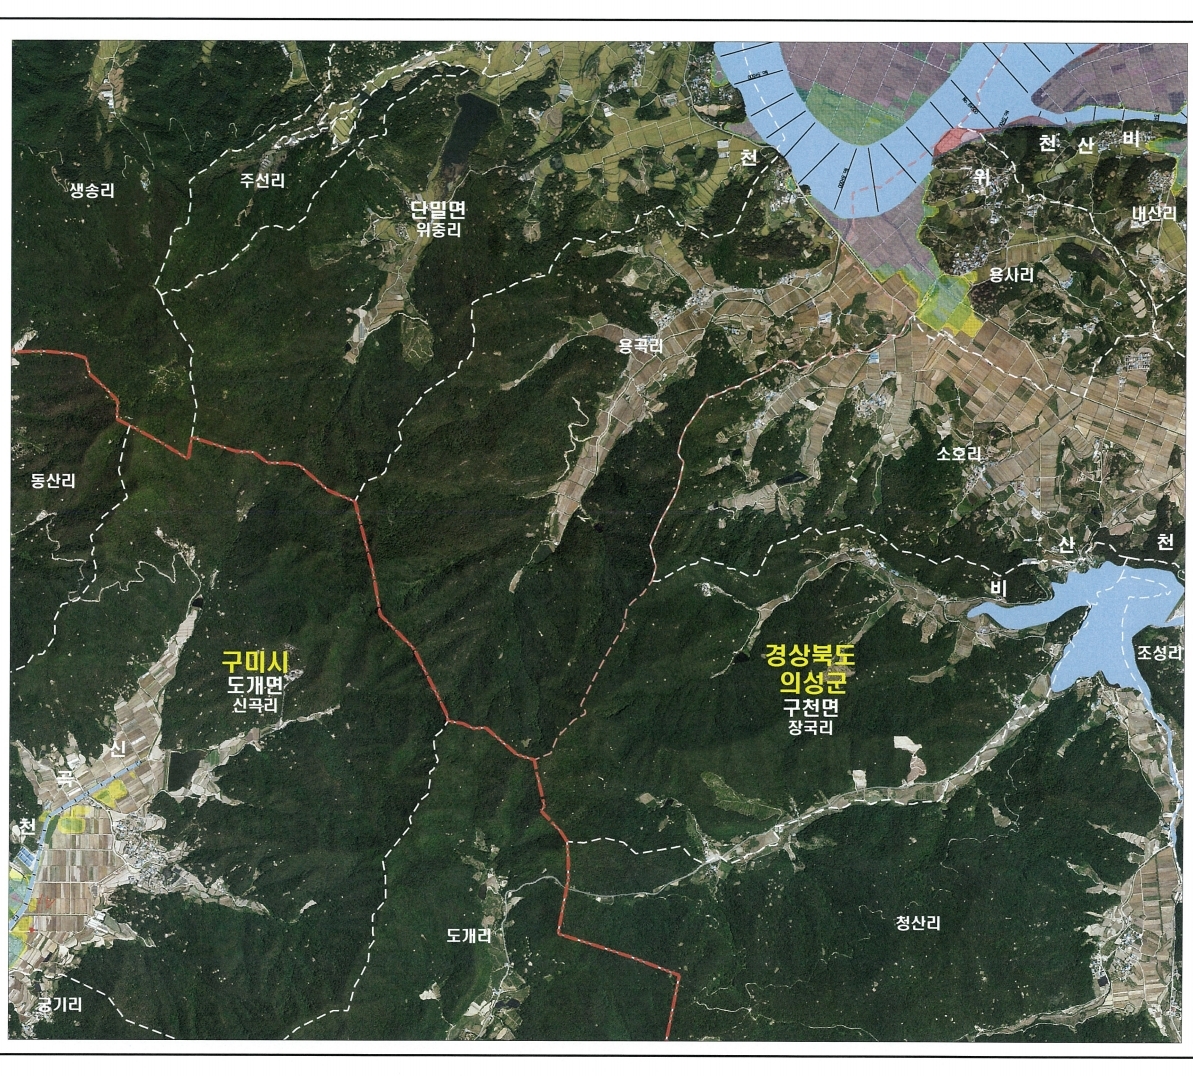 천 산 비
천
위
생송리
주선리
단밀면
위중리
내산리
용사리
용곡리
동산리
소호리
산 천
비
조성리
구미시
도개면
신곡리
경상북도
의성군
구천면
장국리
신
곡
천
도개리
청산리
궁기리